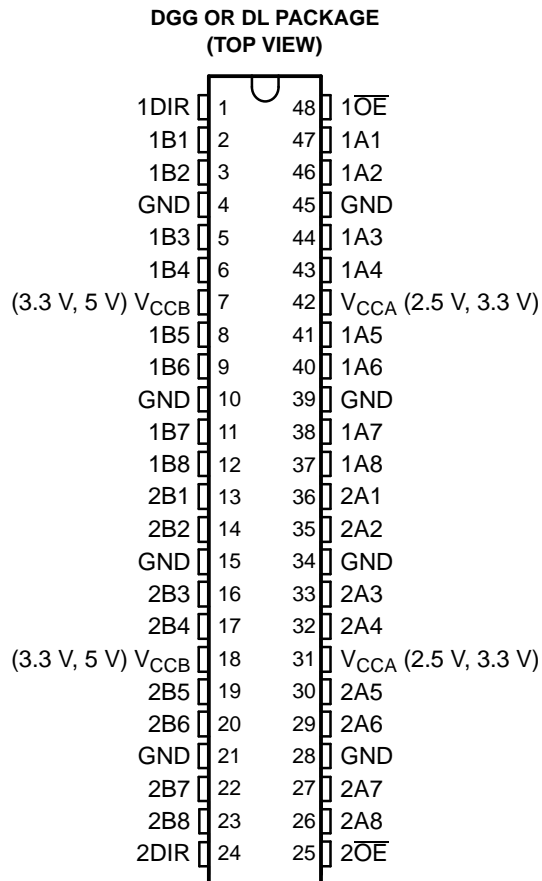 DGG OR DL PACKAGE
(TOP VIEW)
1DIR 1 48 1O̅E̅
1B1 2 47 1A1
1B2 3 46 1A2
GND 4 45 GND
1B3 5 44 1A3
1B4 6 43 1A4
(3.3 V, 5 V) VCCB 7 42 VCCA (2.5 V, 3.3 V)
1B5 8 41 1A5
1B6 9 40 1A6
GND 10 39 GND
1B7 11 38 1A7
1B8 12 37 1A8
2B1 13 36 2A1
2B2 14 35 2A2
GND 15 34 GND
2B3 16 33 2A3
2B4 17 32 2A4
(3.3 V, 5 V) VCCB 18 31 VCCA (2.5 V, 3.3 V)
2B5 19 30 2A5
2B6 20 29 2A6
GND 21 28 GND
2B7 22 27 2A7
2B8 23 26 2A8
2DIR 24 25 2O̅E̅